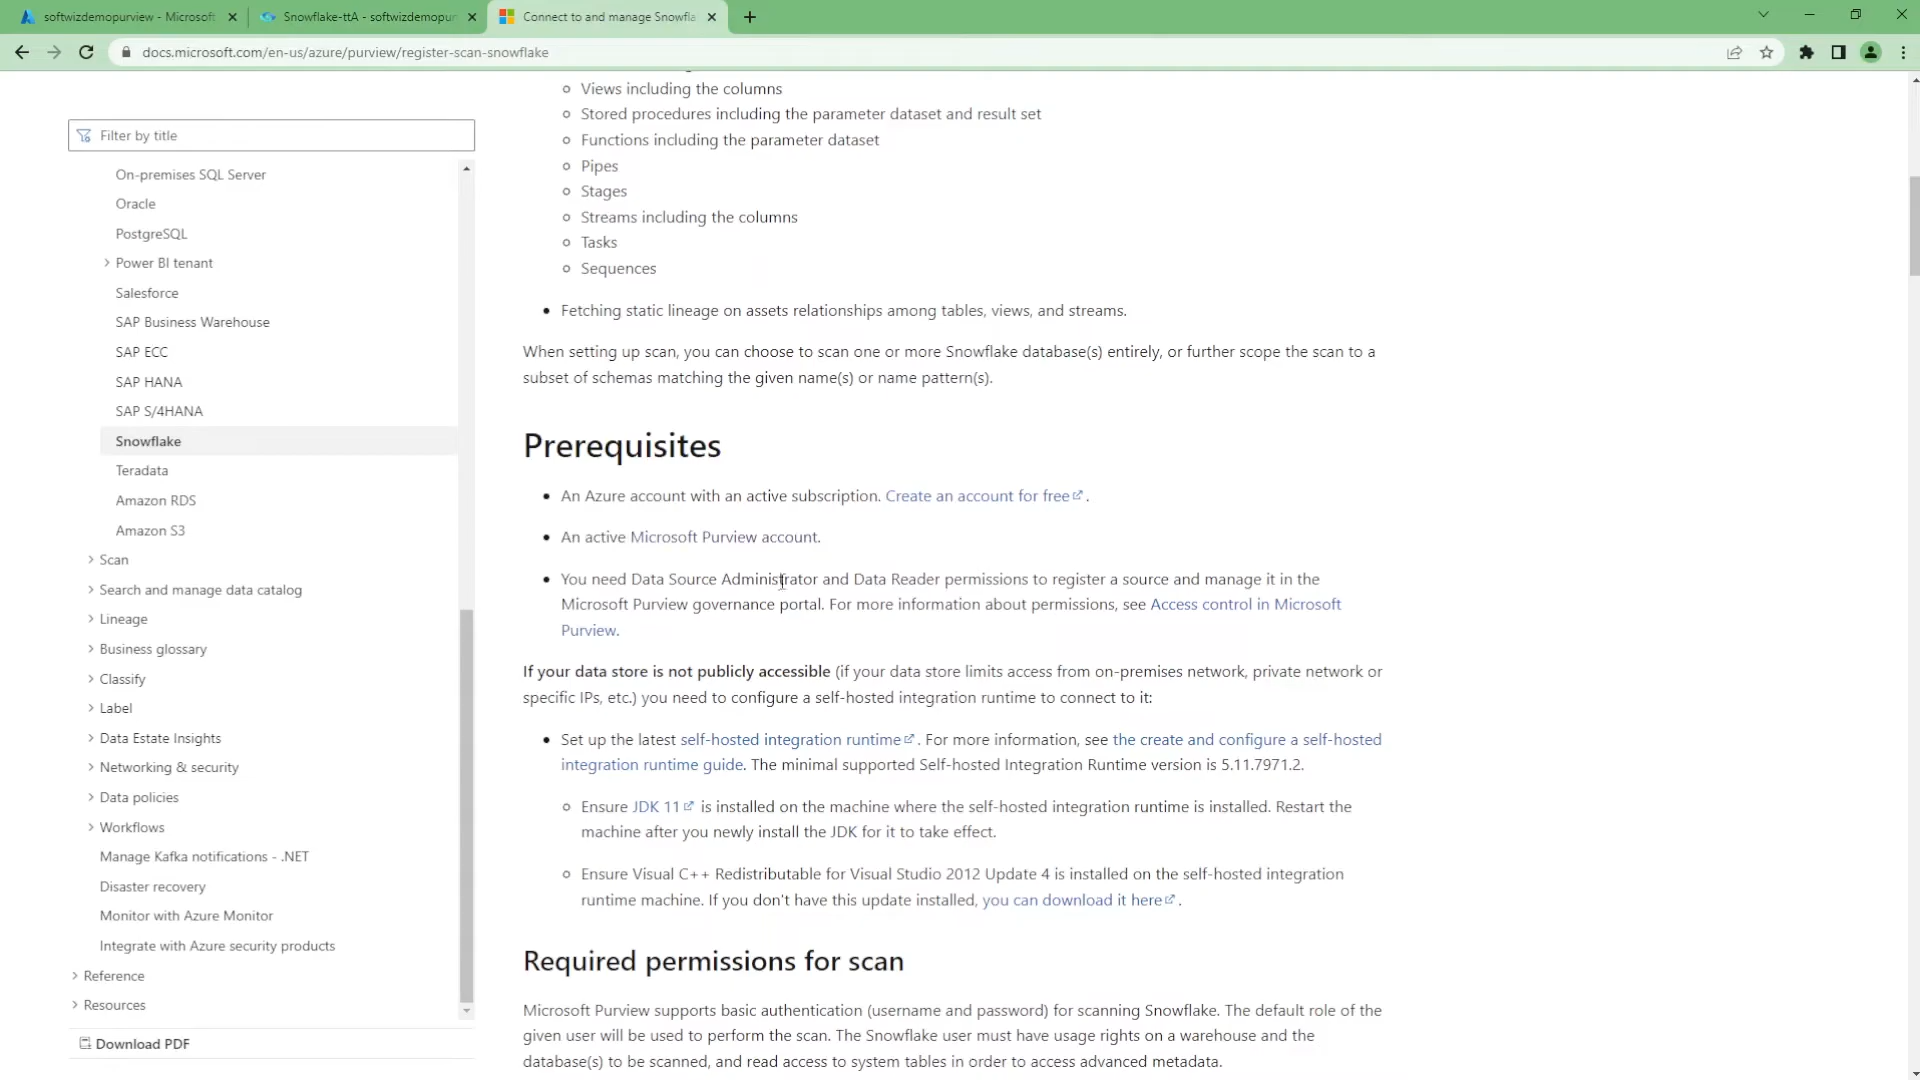 softwizdemopurview - Microsoft
Snowflake-ttA - softwizdemopur
Connect to and manage Snowfla
docs.microsoft.com/en-us/azure/purview/register-scan-snowflake
Filter by title
On-premises SQL Server
Oracle
PostgreSQL
Power BI tenant
Salesforce
SAP Business Warehouse
SAP ECC
SAP HANA
SAP S/4HANA
Snowflake
Teradata
Amazon RDS
Amazon S3
Scan
Search and manage data catalog
Lineage
Business glossary
Classify
Label
Data Estate Insights
Networking & security
Data policies
Workflows
Manage Kafka notifications - .NET
Disaster recovery
Monitor with Azure Monitor
Integrate with Azure security products
Reference
Resources
Download PDF
Views including the columns
Stored procedures including the parameter dataset and result set
Functions including the parameter dataset
Pipes
Stages
Streams including the columns
Tasks
Sequences
Fetching static lineage on assets relationships among tables, views, and streams.
When setting up scan, you can choose to scan one or more Snowflake database(s) entirely, or further scope the scan to a
subset of schemas matching the given name(s) or name pattern(s).
Prerequisites
An Azure account with an active subscription. Create an account for free.
An active Microsoft Purview account.
You need Data Source Administrator and Data Reader permissions to register a source and manage it in the
Microsoft Purview governance portal. For more information about permissions, see Access control in Microsoft
Purview.
If your data store is not publicly accessible (if your data store limits access from on-premises network, private network or
specific IPs, etc.) you need to configure a self-hosted integration runtime to connect to it:
Set up the latest self-hosted integration runtime. For more information, see the create and configure a self-hosted
integration runtime guide. The minimal supported Self-hosted Integration Runtime version is 5.11.7971.2.
Ensure JDK 11 is installed on the machine where the self-hosted integration runtime is installed. Restart the
machine after you newly install the JDK for it to take effect.
Ensure Visual C++ Redistributable for Visual Studio 2012 Update 4 is installed on the self-hosted integration
runtime machine. If you don't have this update installed, you can download it here.
Required permissions for scan
Microsoft Purview supports basic authentication (username and password) for scanning Snowflake. The default role of the
given user will be used to perform the scan. The Snowflake user must have usage rights on a warehouse and the
database(s) to be scanned, and read access to system tables in order to access advanced metadata.